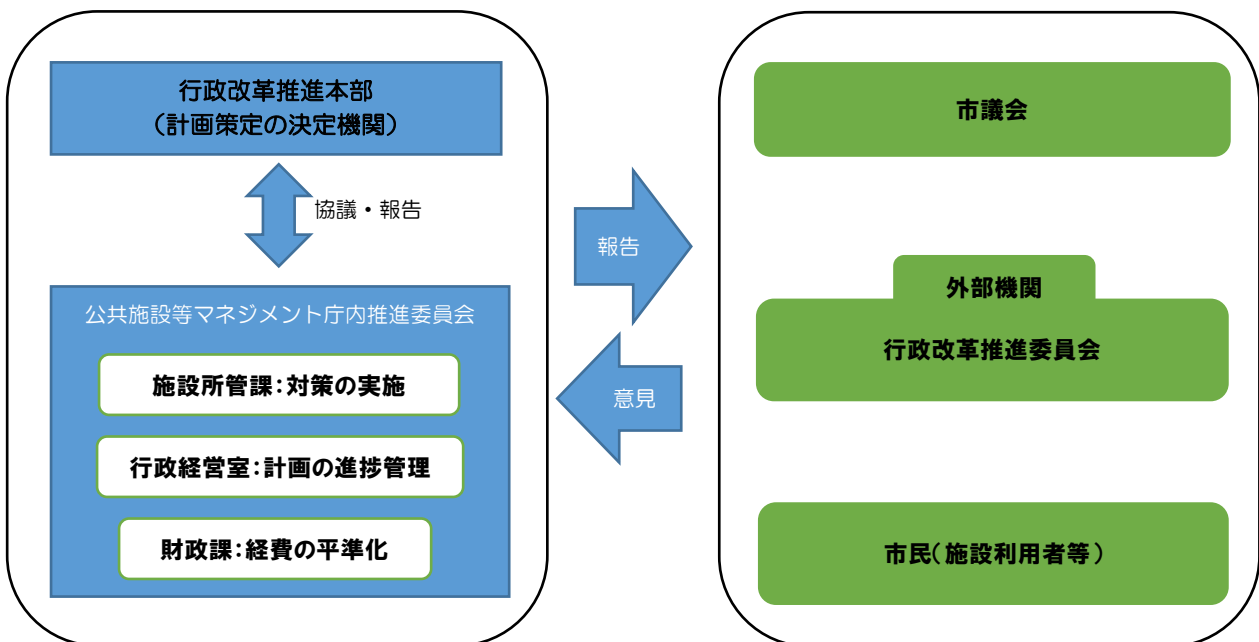 行政改革推進本部
（計画策定の決定機関）
協議・報告
公共施設等マネジメント庁内推進委員会
施設所管課：対策の実施
行政経営室：計画の進捗管理
財政課：経費の平準化
報告
意見
市議会
外部機関
行政改革推進委員会
市民（施設利用者等）